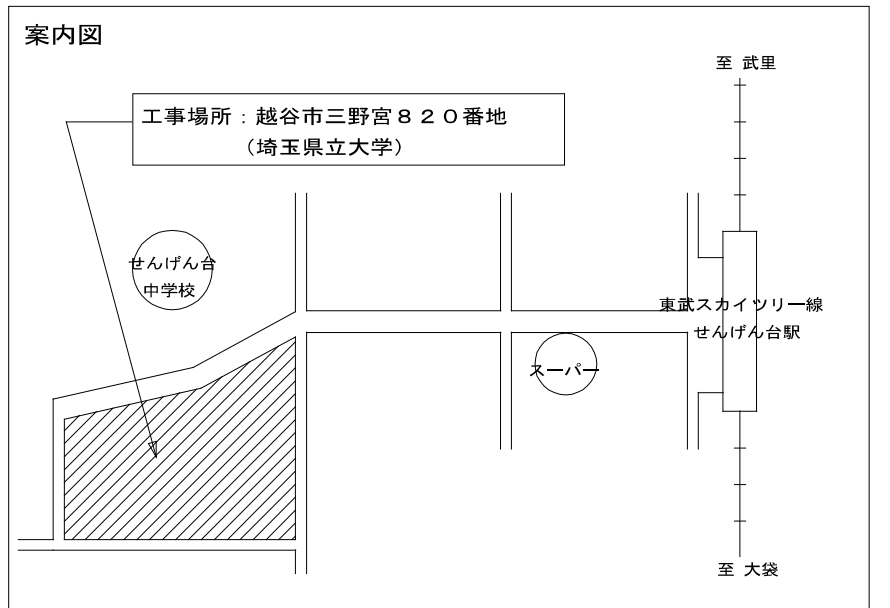 案内図
至 武里
工事場所：越谷市三野宮８２０番地
（埼玉県立大学）
せんげん台
中学校
東武スカイツリー線
せんげん台駅
スーパー
至 大袋